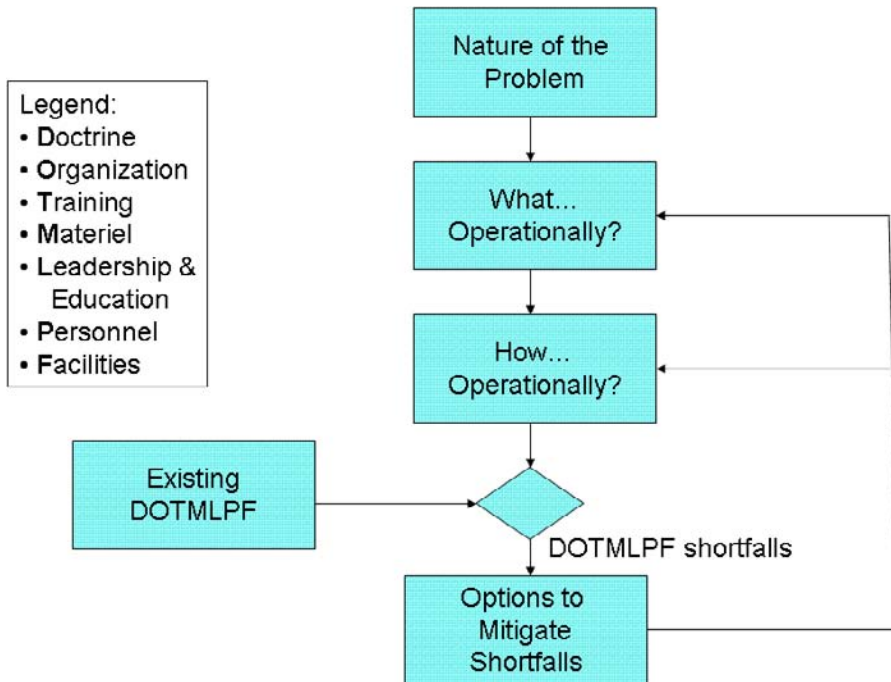 Nature of the
Problem
Legend:
• Doctrine
• Organization
• Training
• Materiel
• Leadership &
Education
• Personnel
• Facilities
What...
Operationally?
How...
Operationally?
Existing
DOTMLPF
DOTMLPF shortfalls
Options to
Mitigate
Shortfalls